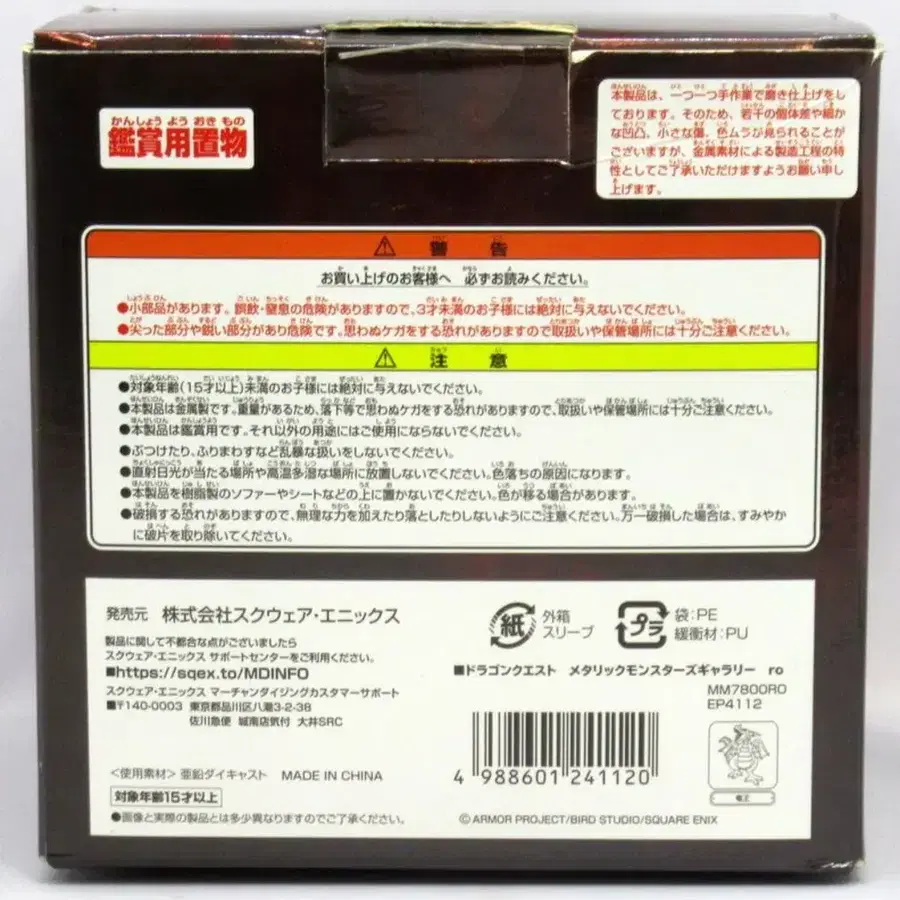 鑑賞用置物
本製品は、一つ一つ手作業で磨き仕上げをし
ております。そのため、若干の個体差や細か
な凹凸、小さな傷、色ムラが見られることが
ございますが、金属素材による製造工程の特
性としてご了承いただけますようお願い申し
上げます。
⚠ 警告
お買い上げのお客様へ 必ずお読みください。
●小部品があります。誤飲・窒息の危険がありますので、3才未満のお子様には絶対に与えないでください。
●尖った部分や鋭い部分があり危険です。思わぬケガをする恐れがありますので取扱いや保管場所には十分ご注意ください。
⚠ 注意
●対象年齢(15才以上)未満のお子様には絶対に与えないでください。
●本製品は金属製です。重量があるため、落下等で思わぬケガをする恐れがありますので、取扱いや保管場所には十分ご注意ください。
●本製品は鑑賞用です。それ以外の用途にはご使用にならないでください。
●ぶつけたり、ふりまわすなど乱暴な扱いをしないでください。
●直射日光が当たる場所や高温多湿な場所に放置しないでください。色落ちの原因になります。
●本製品を樹脂製のソファーやシートなどの上に置かないでください。色が移る場合があります。
●破損する恐れがありますので、無理な力を加えたり落としたりしないようにご注意ください。万一破損した場合は、すみやか
に破片を取り除いてください。
発売元 株式会社スクウェア・エニックス
製品に関して不都合な点がございましたら
スクウェア・エニックス サポートセンターをご利用ください。
■https://sqex.to/MDINFO
スクウェア・エニックス マーチャンダイジングカスタマーサポート
■〒140-0003 東京都品川区八潮3-2-38
佐川急便 城南店気付 大井SRC
<使用素材> 亜鉛ダイキャスト MADE IN CHINA
対象年齢15才以上
●画像と実際の製品とは多少異なりますのでご了承ください。
紙 外箱
スリーブ
プラ 袋:PE
緩衝材:PU
■ドラゴンクエスト メタリックモンスターズギャラリー ro
MM7800RO
EP4112
4 988601 241120
竜王
© ARMOR PROJECT/BIRD STUDIO/SQUARE ENIX